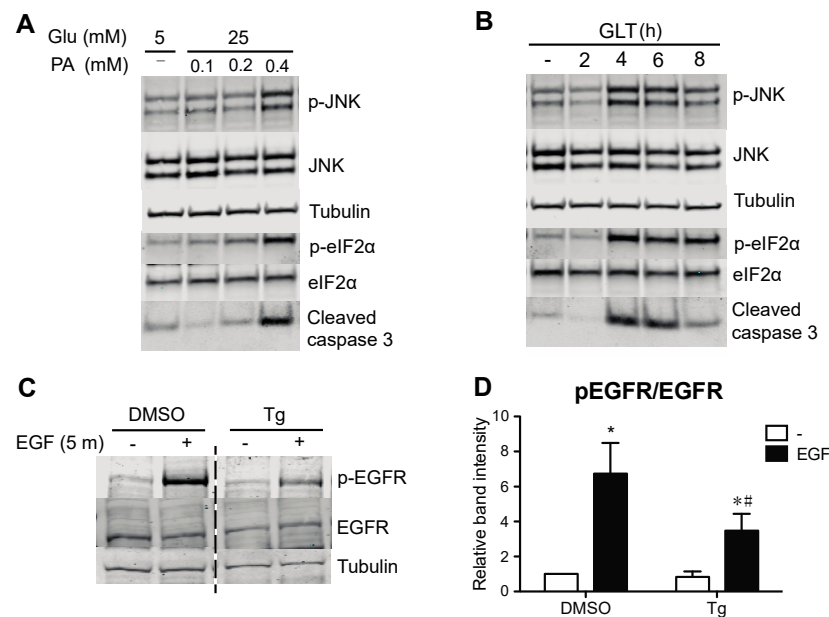 A
Glu (mM) 5 25
PA (mM) – 0.1 0.2 0.4
p-JNK
JNK
Tubulin
p-eIF2α
eIF2α
Cleaved
caspase 3
B
GLT (h)
- 2 4 6 8
p-JNK
JNK
Tubulin
p-eIF2α
eIF2α
Cleaved
caspase 3
C
DMSO Tg
EGF (5 m) - + - +
p-EGFR
EGFR
Tubulin
D
pEGFR/EGFR
Relative band intensity
10
8
6
4
2
0
*
*#
DMSO Tg
-
EGF